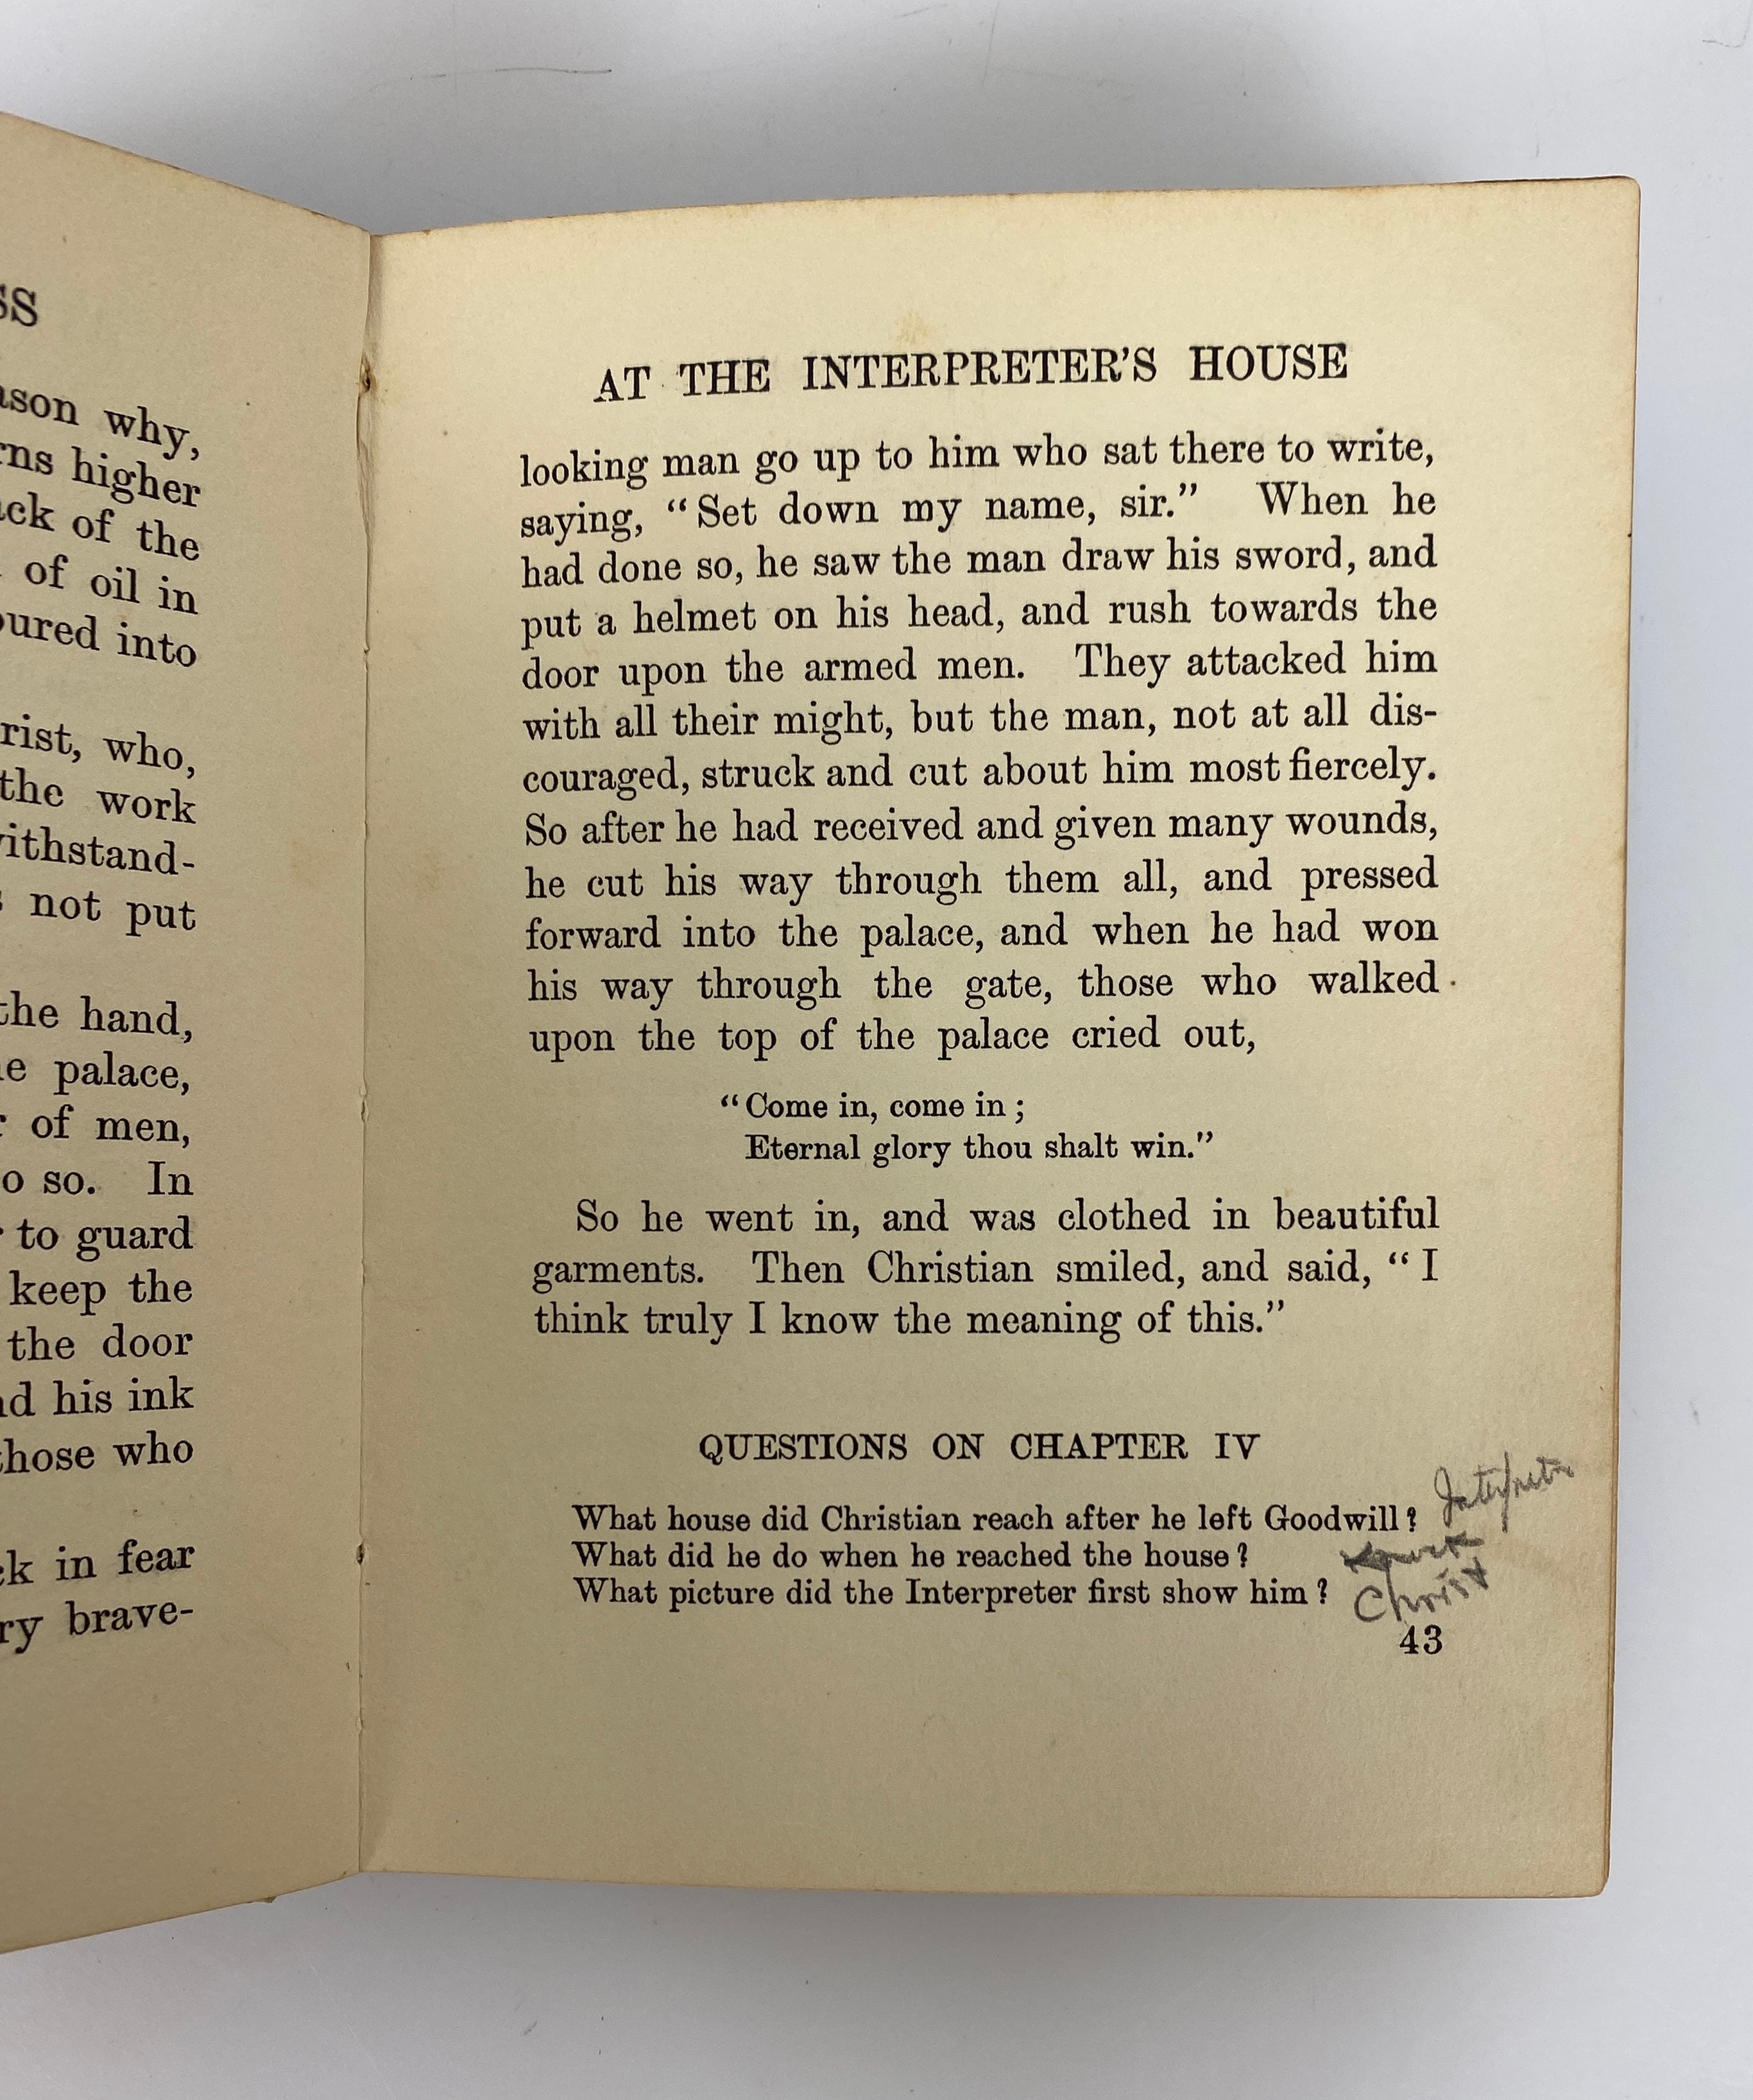 SS
ason why,
rns higher
ack of the
of oil in
oured into
rist, who,
the work
withstand-
not put
the hand,
e palace,
r of men,
o so. In
to guard
keep the
the door
nd his ink
those who
ck in fear
ry brave-
AT THE INTERPRETER'S HOUSE
looking man go up to him who sat there to write,
saying, “Set down my name, sir.” When he
had done so, he saw the man draw his sword, and
put a helmet on his head, and rush towards the
door upon the armed men. They attacked him
with all their might, but the man, not at all dis-
couraged, struck and cut about him most fiercely.
So after he had received and given many wounds,
he cut his way through them all, and pressed
forward into the palace, and when he had won
his way through the gate, those who walked
upon the top of the palace cried out,
“Come in, come in;
Eternal glory thou shalt win.”
So he went in, and was clothed in beautiful
garments. Then Christian smiled, and said, “I
think truly I know the meaning of this.”
QUESTIONS ON CHAPTER IV
What house did Christian reach after he left Goodwill? Interpreter
What did he do when he reached the house?
What picture did the Interpreter first show him? Christ
43